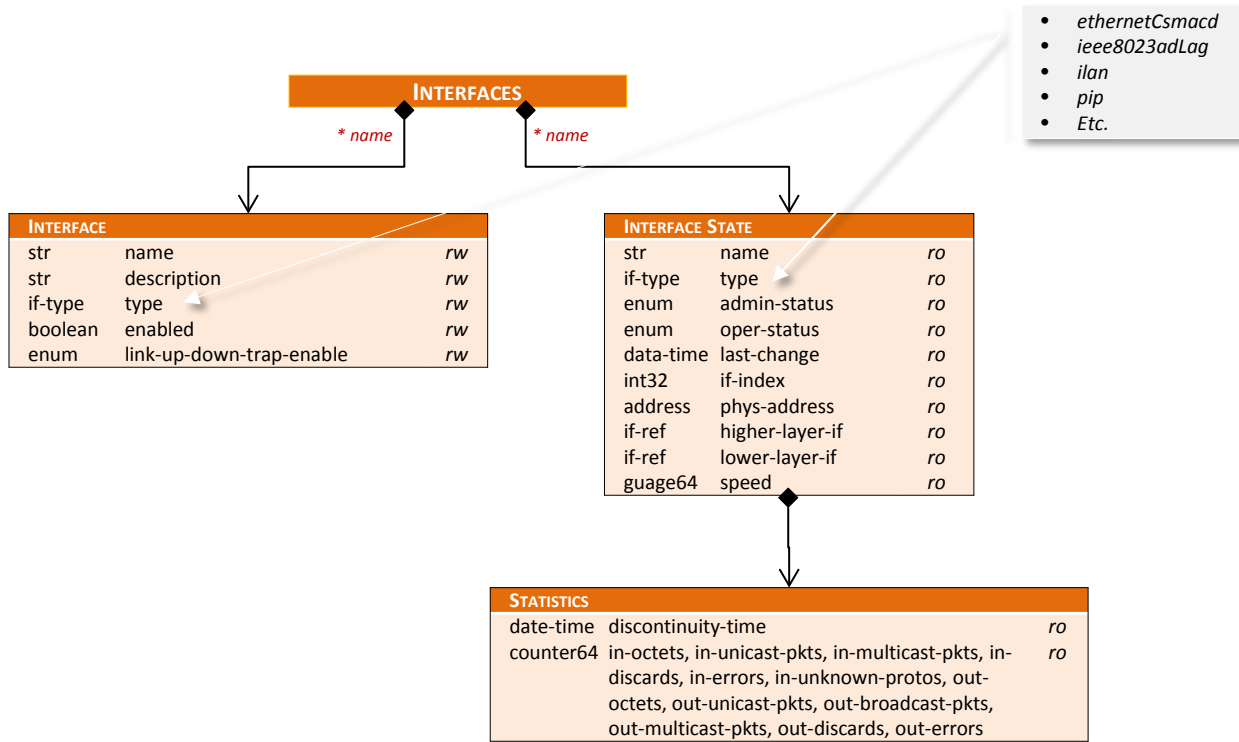 • ethernetCsmacd
• ieee8023adLag
• ilan
• pip
• Etc.
INTERFACES
* name
* name
INTERFACE
str name rw
str description rw
if-type type rw
boolean enabled rw
enum link-up-down-trap-enable rw
INTERFACE STATE
str name ro
if-type type ro
enum admin-status ro
enum oper-status ro
data-time last-change ro
int32 if-index ro
address phys-address ro
if-ref higher-layer-if ro
if-ref lower-layer-if ro
guage64 speed ro
STATISTICS
date-time discontinuity-time ro
counter64 in-octets, in-unicast-pkts, in-multicast-pkts, in- ro
discards, in-errors, in-unknown-protos, out-
octets, out-unicast-pkts, out-broadcast-pkts,
out-multicast-pkts, out-discards, out-errors